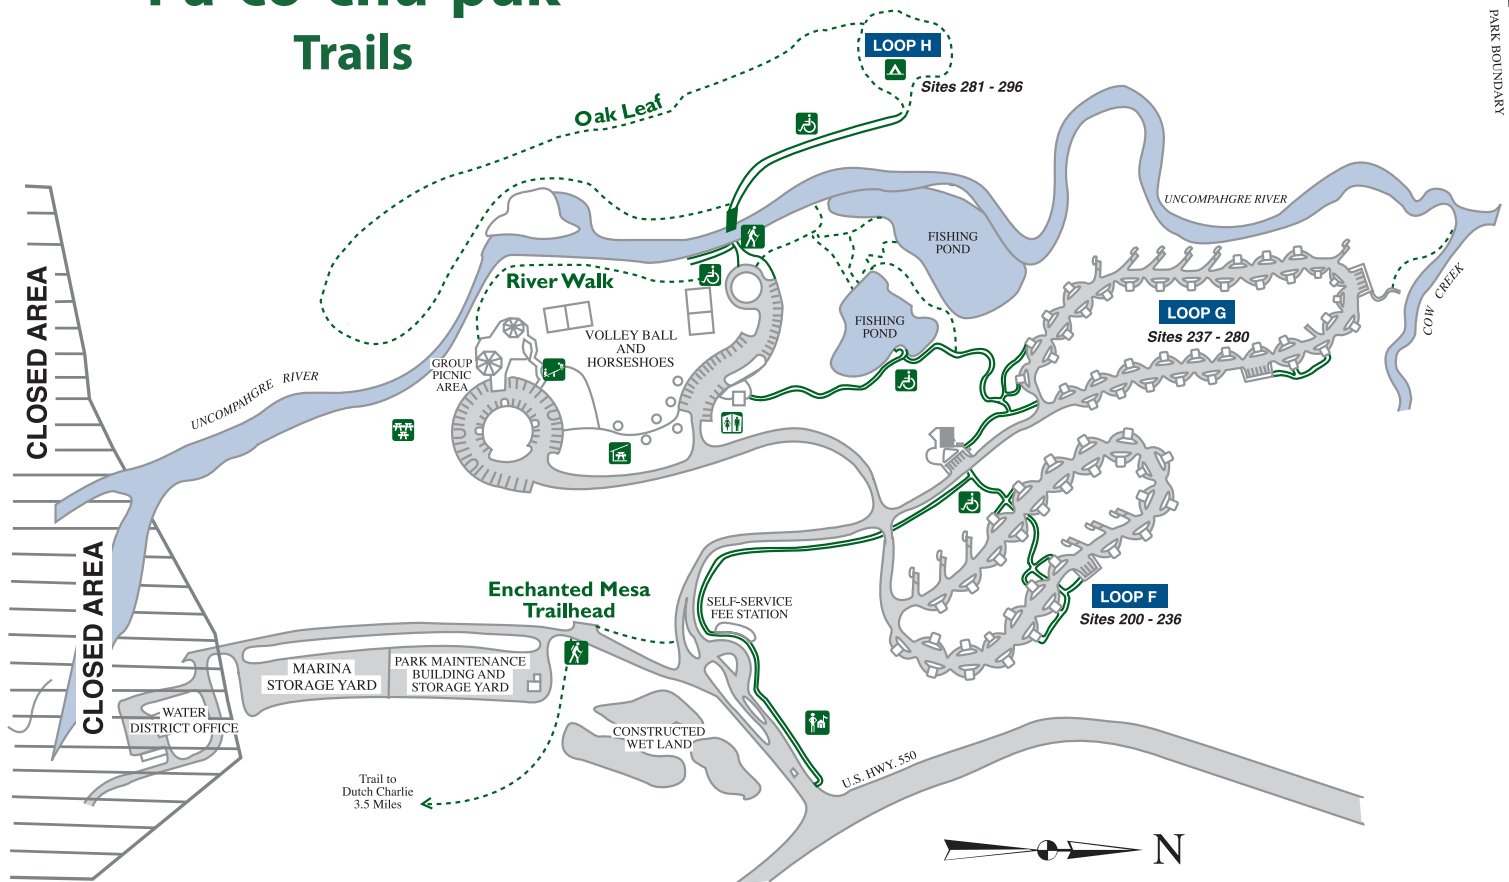 Trails
PARK BOUNDARY
LOOP H
Sites 281 - 296
Oak Leaf
UNCOMPAHGRE RIVER
FISHING
POND
River Walk
LOOP G
Sites 237 - 280
COW CREEK
FISHING
POND
VOLLEY BALL
AND
HORSESHOES
GROUP
PICNIC
AREA
UNCOMPAHGRE RIVER
CLOSED AREA
CLOSED AREA
Enchanted Mesa
Trailhead
SELF-SERVICE
FEE STATION
LOOP F
Sites 200 - 236
MARINA
STORAGE YARD
PARK MAINTENANCE
BUILDING AND
STORAGE YARD
WATER
DISTRICT OFFICE
CONSTRUCTED
WET LAND
U.S. HWY. 550
Trail to
Dutch Charlie
3.5 Miles
N